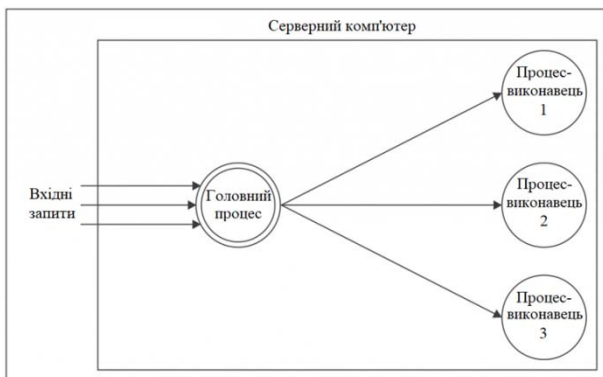 Серверний комп'ютер
Процес-
виконавець
1
Вхідні
запити
Головний
процес
Процес-
виконавець
2
Процес-
виконавець
3